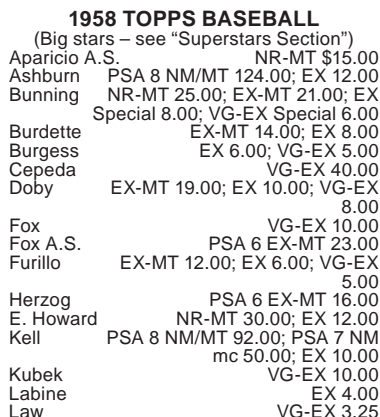 1958 TOPPS BASEBALL
(Big stars – see “Superstars Section”)
Aparicio A.S. NR-MT $15.00
Ashburn PSA 8 NM/MT 124.00; EX 12.00
Bunning NR-MT 25.00; EX-MT 21.00; EX
Special 8.00; VG-EX Special 6.00
Burdette EX-MT 14.00; EX 8.00
Burgess EX 6.00; VG-EX 5.00
Cepeda VG-EX 40.00
Doby EX-MT 19.00; EX 10.00; VG-EX
8.00
Fox VG-EX 10.00
Fox A.S. PSA 6 EX-MT 23.00
Furillo EX-MT 12.00; EX 6.00; VG-EX
5.00
Herzog PSA 6 EX-MT 16.00
E. Howard NR-MT 30.00; EX 12.00
Kell PSA 8 NM/MT 92.00; PSA 7 NM
mc 50.00; EX 10.00
Kubek VG-EX 10.00
Labine EX 4.00
Law VG-EX 3.25